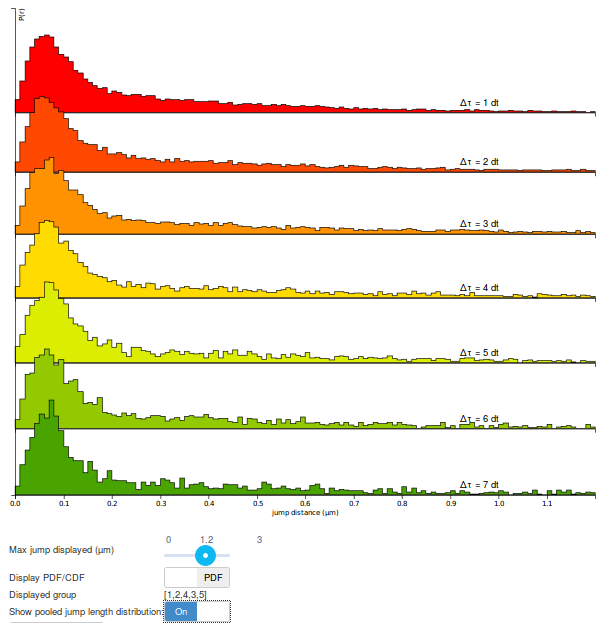 P(r)
Δτ = 1 dt
Δτ = 2 dt
Δτ = 3 dt
Δτ = 4 dt
Δτ = 5 dt
Δτ = 6 dt
Δτ = 7 dt
0.0 0.1 0.2 0.3 0.4 0.5 0.6 0.7 0.8 0.9 1.0 1.1
jump distance (μm)
0 1.2 3
Max jump displayed (μm)
Display PDF/CDF PDF
Displayed group [1,2,4,3,5]
Show pooled jump length distribution: On